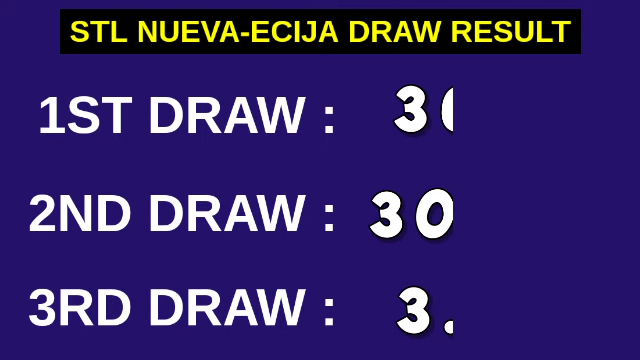 STL NUEVA-ECIJA DRAW RESULT
1ST DRAW : 3
2ND DRAW : 30
3RD DRAW : 3